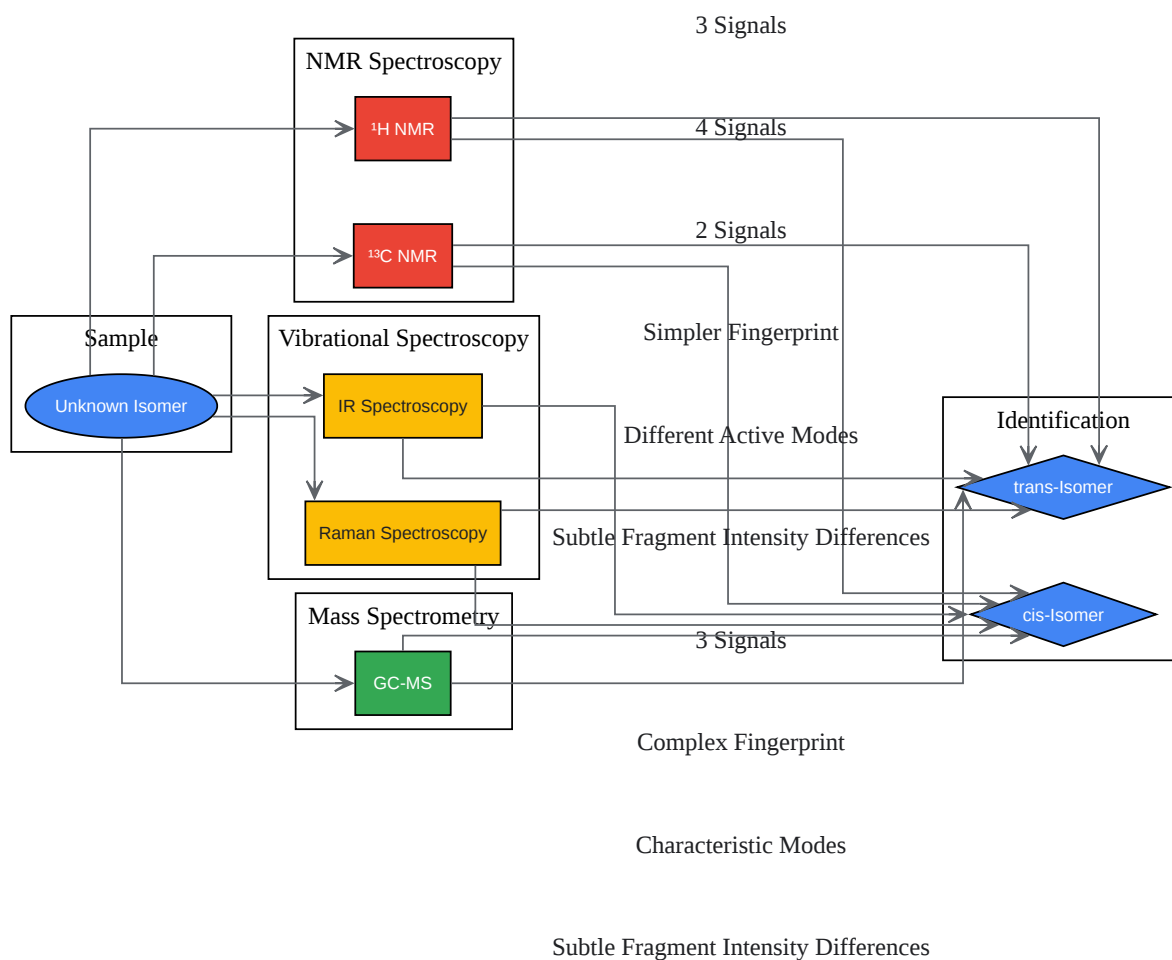 3 Signals
NMR Spectroscopy
¹H NMR
4 Signals
¹³C NMR
2 Signals
Sample
Unknown Isomer
Vibrational Spectroscopy
Simpler Fingerprint
IR Spectroscopy
Different Active Modes
Identification
trans-Isomer
Raman Spectroscopy
Subtle Fragment Intensity Differences
cis-Isomer
Mass Spectrometry
3 Signals
GC-MS
Complex Fingerprint
Characteristic Modes
Subtle Fragment Intensity Differences